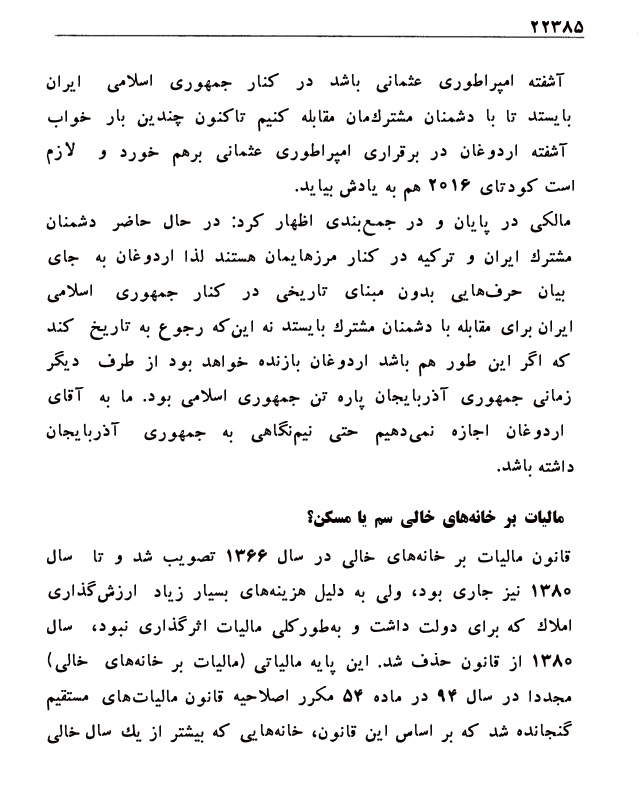 ۲۲۳۸۵
آشفته امپراطوری عثمانی باشد در کنار جمهوری اسلامی ایران
بایستد تا با دشمنان مشترك‌مان مقابله کنیم تاکنون چندین بار خواب
آشفته اردوغان در برقراری امپراطوری عثمانی برهم خورد و لازم
است کودتای ۲۰۱۶ هم به یادش بیاید.
مالکی در پایان و در جمع‌بندی اظهار کرد: در حال حاضر دشمنان
مشترك ایران و ترکیه در کنار مرزهایمان هستند لذا اردوغان به جای
بیان حرف‌هایی بدون مبنای تاریخی در کنار جمهوری اسلامی
ایران برای مقابله با دشمنان مشترك بایستد نه این‌که رجوع به تاریخ کند
که اگر این طور هم باشد اردوغان بازنده خواهد بود از طرف دیگر
زمانی جمهوری آذربایجان پاره تن جمهوری اسلامی بود. ما به آقای
اردوغان اجازه نمی‌دهیم حتی نیم‌نگاهی به جمهوری آذربایجان
داشته باشد.
مالیات بر خانه‌های خالی سم یا مسکن؟
قانون مالیات بر خانه‌های خالی در سال ۱۳۶۶ تصویب شد و تا سال
۱۳۸۰ نیز جاری بود، ولی به دلیل هزینه‌های بسیار زیاد ارزش‌گذاری
املاك که برای دولت داشت و به‌طورکلی مالیات اثرگذاری نبود، سال
۱۳۸۰ از قانون حذف شد. این پایه مالیاتی (مالیات بر خانه‌های خالی)
مجددا در سال ۹۴ در ماده ۵۴ مکرر اصلاحیه قانون مالیات‌های مستقیم
گنجانده شد که بر اساس این قانون، خانه‌هایی که بیشتر از یك سال خالی